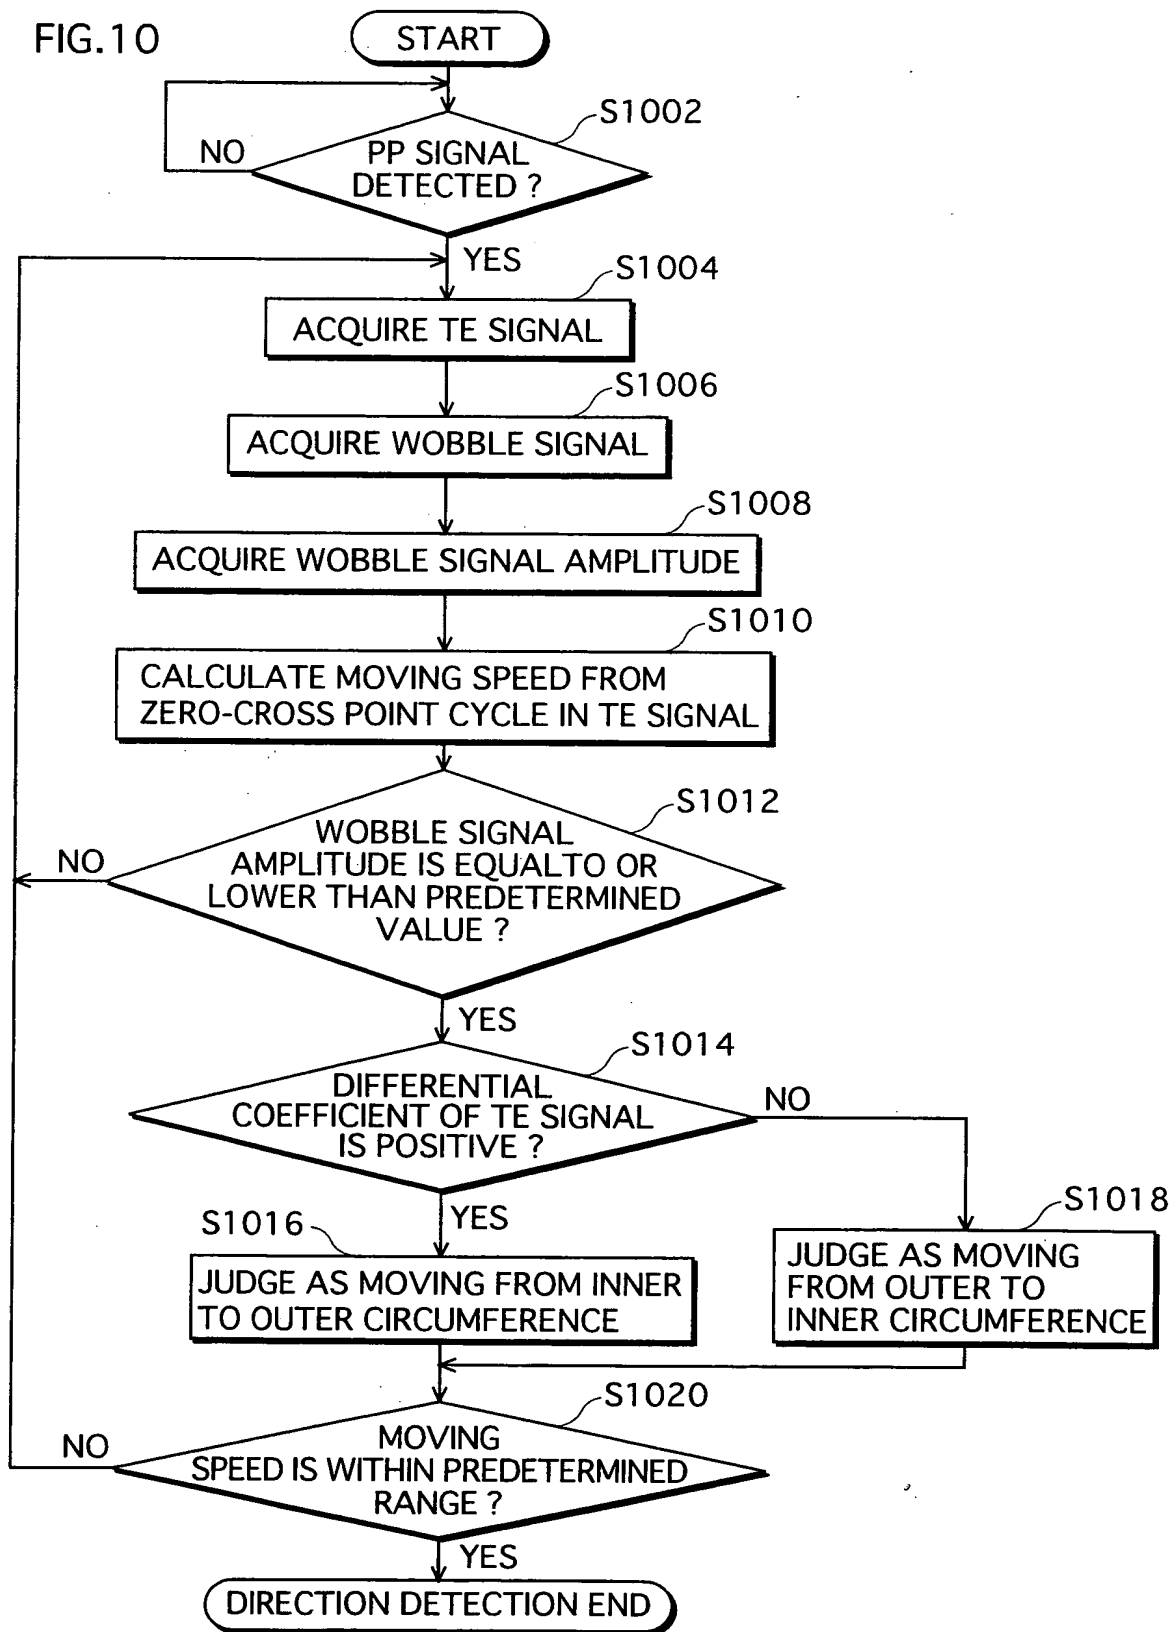 FIG.10
START
S1002
NO
PP SIGNAL
DETECTED ?
YES
S1004
ACQUIRE TE SIGNAL
S1006
ACQUIRE WOBBLE SIGNAL
S1008
ACQUIRE WOBBLE SIGNAL AMPLITUDE
S1010
CALCULATE MOVING SPEED FROM
ZERO-CROSS POINT CYCLE IN TE SIGNAL
S1012
NO
WOBBLE SIGNAL
AMPLITUDE IS EQUALTO OR
LOWER THAN PREDETERMINED
VALUE ?
YES
S1014
DIFFERENTIAL
COEFFICIENT OF TE SIGNAL
IS POSITIVE ?
NO
YES
S1016
JUDGE AS MOVING FROM INNER
TO OUTER CIRCUMFERENCE
S1018
JUDGE AS MOVING
FROM OUTER TO
INNER CIRCUMFERENCE
S1020
NO
MOVING
SPEED IS WITHIN PREDETERMINED
RANGE ?
YES
DIRECTION DETECTION END